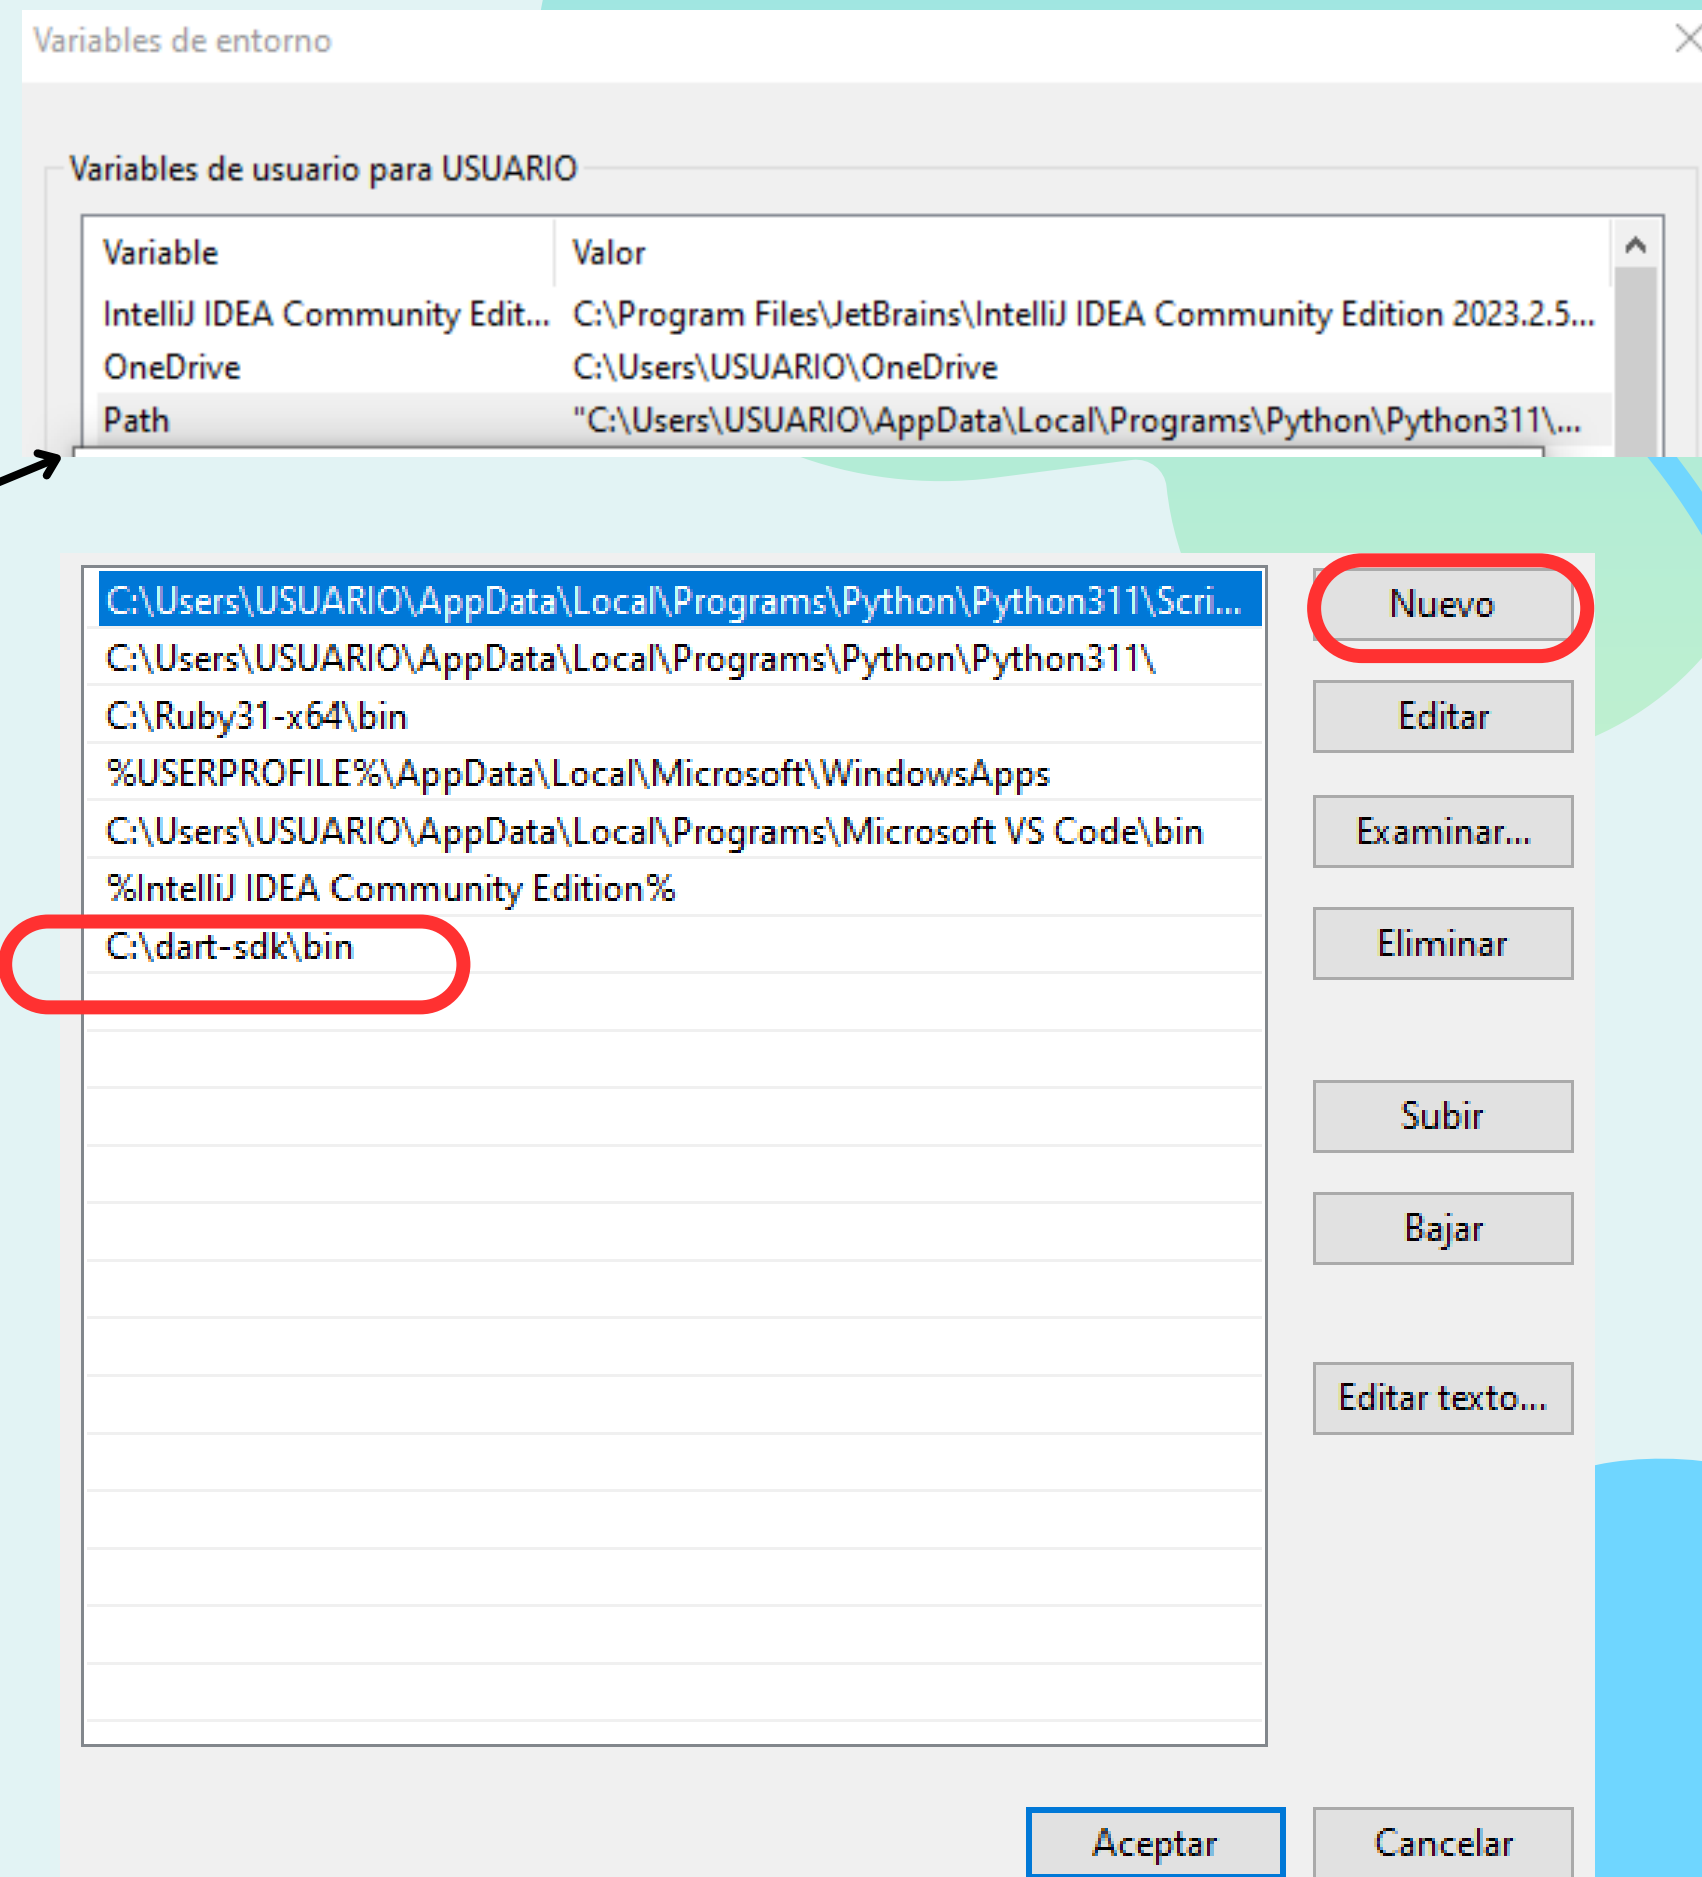 Variables de entorno
Variables de usuario para USUARIO
Variable Valor
IntelliJ IDEA Community Edit... C:\Program Files\JetBrains\IntelliJ IDEA Community Edition 2023.2.5...
OneDrive C:\Users\USUARIO\OneDrive
Path "C:\Users\USUARIO\AppData\Local\Programs\Python\Python311\...
C:\Users\USUARIO\AppData\Local\Programs\Python\Python311\Scri...
C:\Users\USUARIO\AppData\Local\Programs\Python\Python311\
C:\Ruby31-x64\bin
%USERPROFILE%\AppData\Local\Microsoft\WindowsApps
C:\Users\USUARIO\AppData\Local\Programs\Microsoft VS Code\bin
%IntelliJ IDEA Community Edition%
C:\dart-sdk\bin
Nuevo
Editar
Examinar...
Eliminar
Subir
Bajar
Editar texto...
Aceptar Cancelar